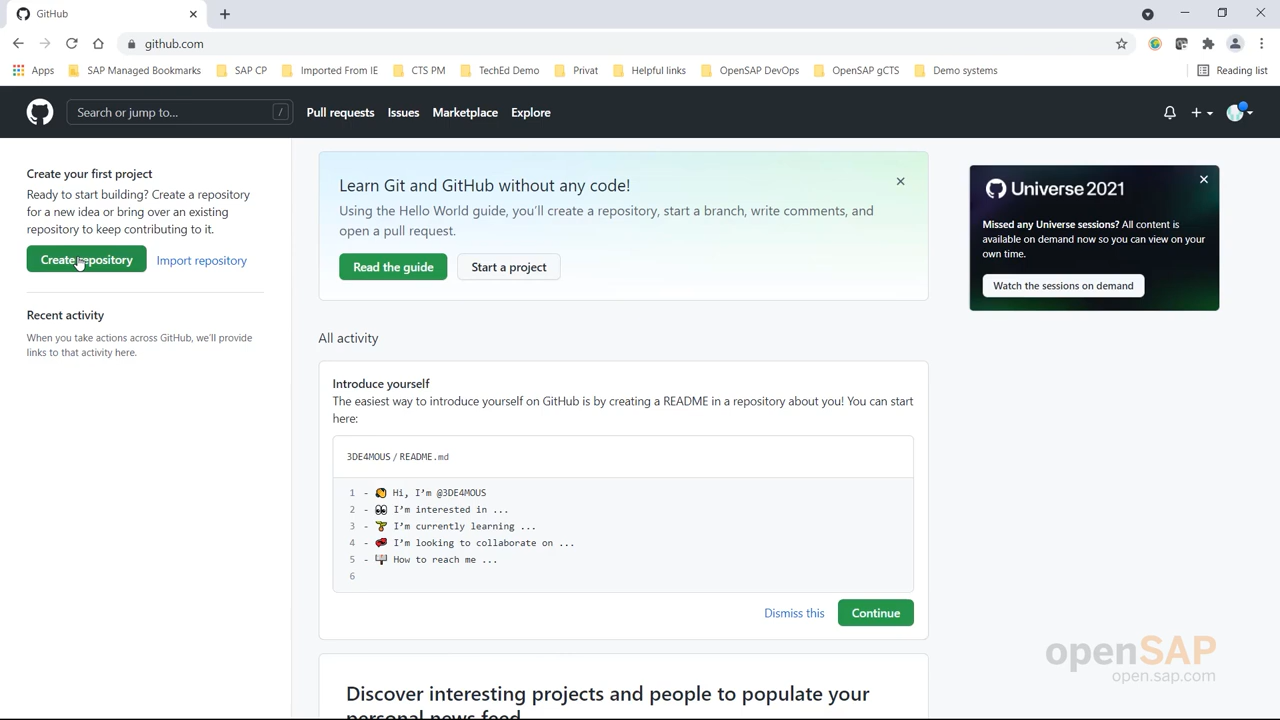 GitHub
github.com
Apps
SAP Managed Bookmarks
SAP CP
Imported From IE
CTS PM
TechEd Demo
Privat
Helpful links
OpenSAP DevOps
OpenSAP gCTS
Demo systems
Reading list
Search or jump to...
/
Pull requests
Issues
Marketplace
Explore
Create your first project
Ready to start building? Create a repository
for a new idea or bring over an existing
repository to keep contributing to it.
Create repository
Import repository
Recent activity
When you take actions across GitHub, we'll provide
links to that activity here.
Learn Git and GitHub without any code!
Using the Hello World guide, you'll create a repository, start a branch, write comments, and
open a pull request.
Read the guide
Start a project
All activity
Introduce yourself
The easiest way to introduce yourself on GitHub is by creating a README in a repository about you! You can start
here:
3DE4MOUS / README.md
1 - 👋 Hi, I'm @3DE4MOUS
2 - 👀 I'm interested in ...
3 - 🌱 I'm currently learning ...
4 - 💞️ I'm looking to collaborate on ...
5 - 📫 How to reach me ...
6
Dismiss this
Continue
Discover interesting projects and people to populate your
personal news feed.
Universe 2021
Missed any Universe sessions? All content is
available on demand now so you can view on your
own time.
Watch the sessions on demand
openSAP
open.sap.com